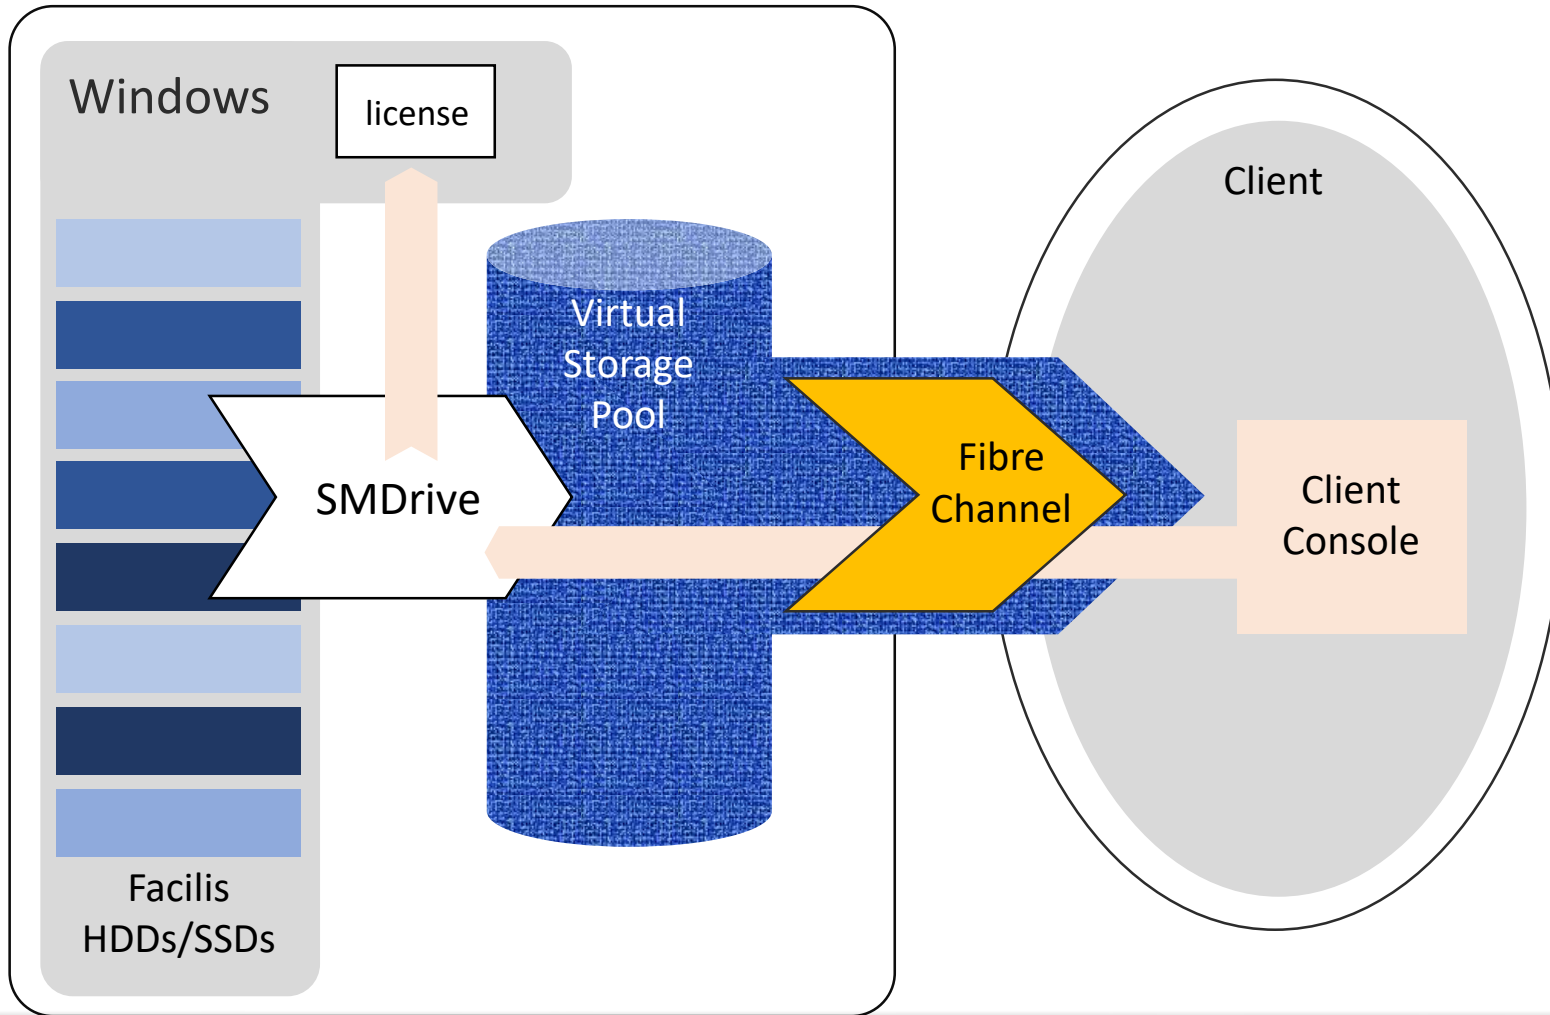 Windows
license
Client
Virtual
Storage
Pool
Fibre
Channel
SMDrive
Client
Console
Facilis
HDDs/SSDs